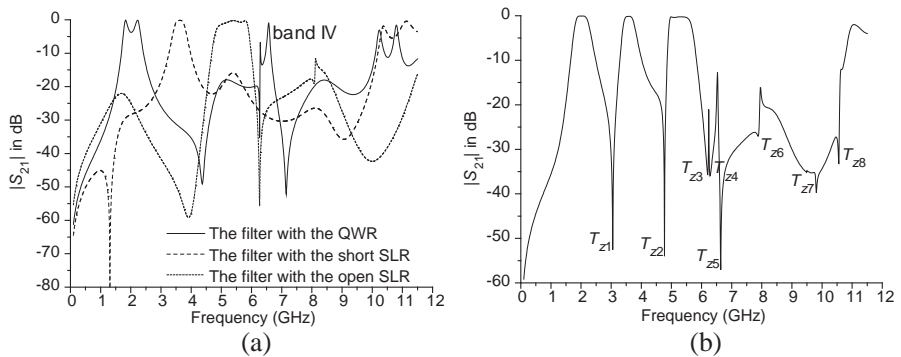 0
-10
-20
-30
-40
-50
-60
-70
-80
|S21| in dB
band IV
The filter with the QWR
The filter with the short SLR
The filter with the open SLR
0 1 2 3 4 5 6 7 8 9 10 11 12
Frequency (GHz)
(a)
0
-10
-20
-30
-40
-50
-60
|S21| in dB
Tz1
Tz2
Tz3
Tz4
Tz5
Tz6
Tz7
Tz8
0 1 2 3 4 5 6 7 8 9 10 11 12
Frequency (GHz)
(b)